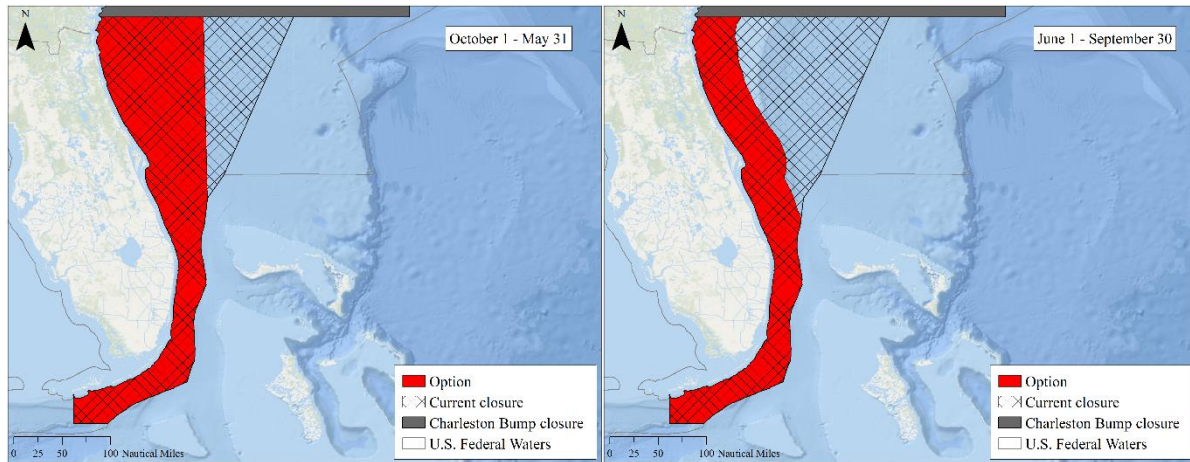 N
October 1 - May 31
Option
Current closure
Charleston Bump closure
U.S. Federal Waters
0 25 50 100 Nautical Miles
N
June 1 - September 30
Option
Current closure
Charleston Bump closure
U.S. Federal Waters
0 25 50 100 Nautical Miles